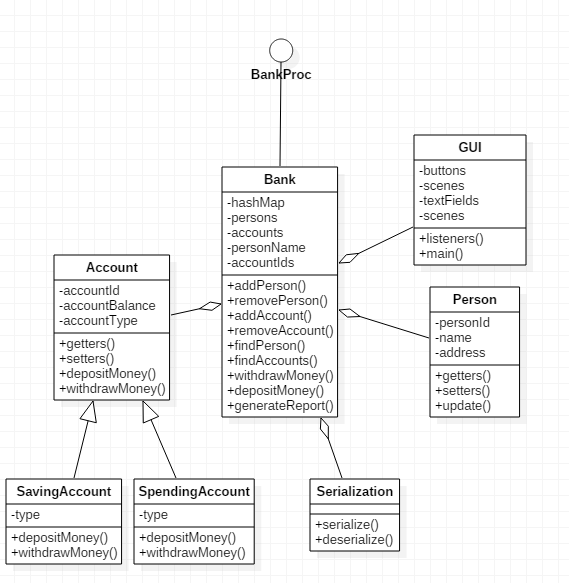 BankProc
GUI
-buttons
-scenes
-textFields
-scenes
+listeners()
+main()
Bank
-hashMap
-persons
-accounts
-personName
-accountIds
+addPerson()
+removePerson()
+addAccount()
+removeAccount()
+findPerson()
+findAccounts()
+withdrawMoney()
+depositMoney()
+generateReport()
Account
-accountId
-accountBalance
-accountType
+getters()
+setters()
+depositMoney()
+withdrawMoney()
Person
-personId
-name
-address
+getters()
+setters()
+update()
SavingAccount
-type
+depositMoney()
+withdrawMoney()
SpendingAccount
-type
+depositMoney()
+withdrawMoney()
Serialization
+serialize()
+deserialize()